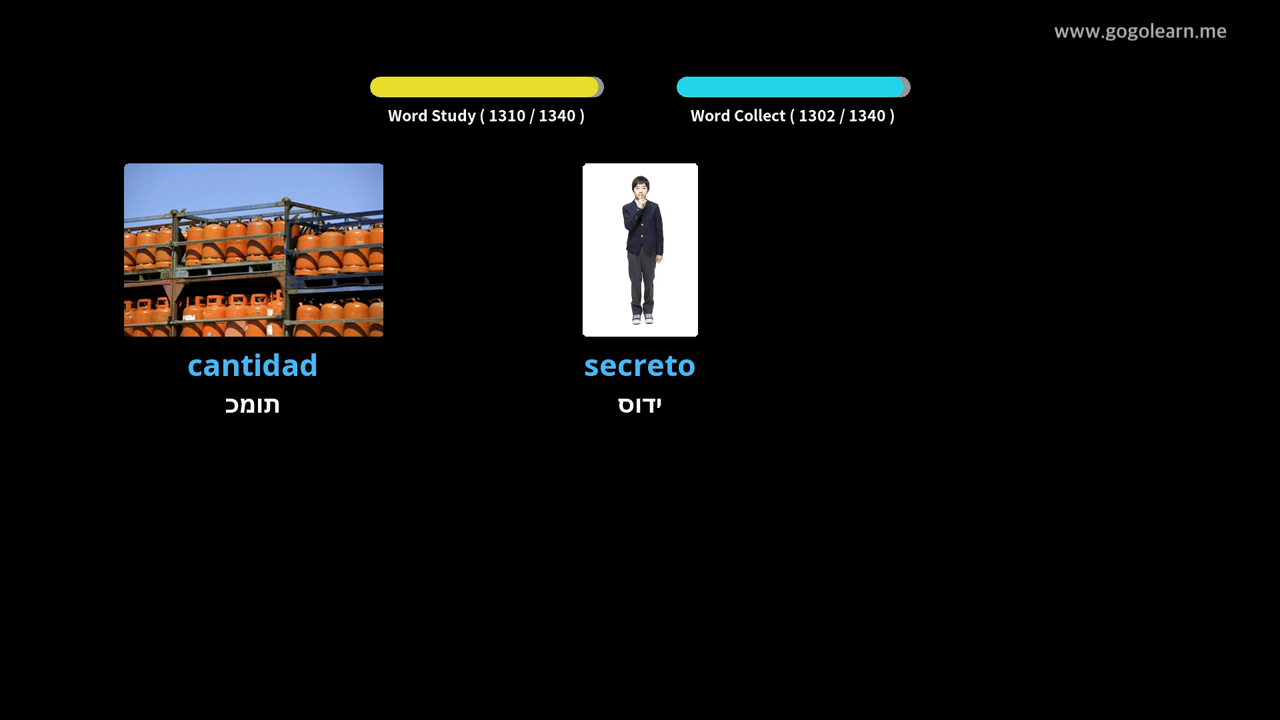 www.gogolearn.me
Word Study ( 1310 / 1340 )
Word Collect ( 1302 / 1340 )
cantidad
תומכ
secreto
ידוס